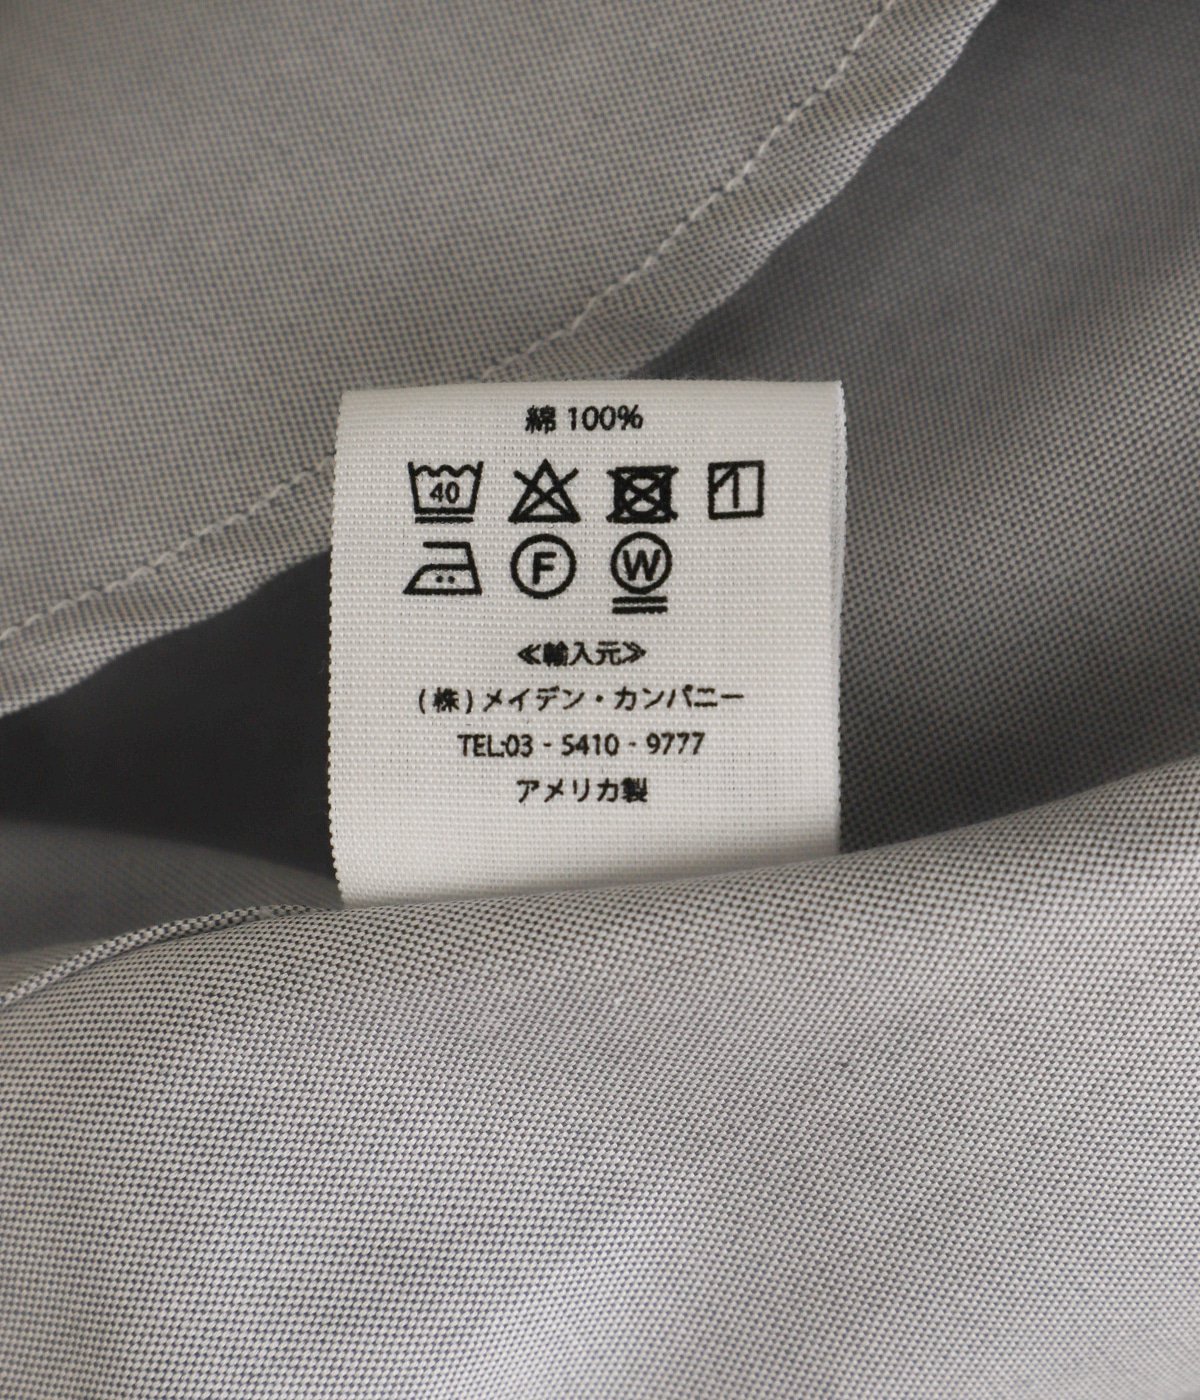 綿 100%
40
F W
≪輸入元≫
(株)メイデン・カンパニー
TEL:03 - 5410 - 9777
アメリカ製